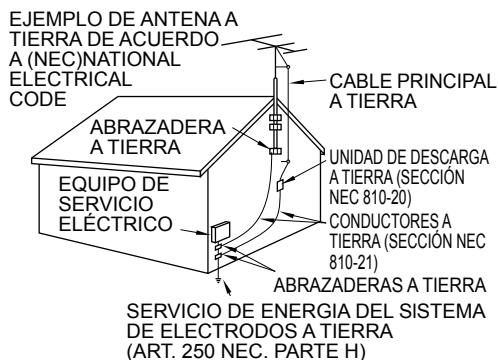 EJEMPLO DE ANTENA A
TIERRA DE ACUERDO
A (NEC)NATIONAL
ELECTRICAL
CODE
CABLE PRINCIPAL
A TIERRA
ABRAZADERA
A TIERRA
UNIDAD DE DESCARGA
A TIERRA (SECCIÓN
NEC 810-20)
EQUIPO DE
SERVICIO
ELÉCTRICO
CONDUCTORES A
TIERRA (SECCIÓN NEC
810-21)
ABRAZADERAS A TIERRA
SERVICIO DE ENERGIA DEL SISTEMA
DE ELECTRODOS A TIERRA
(ART. 250 NEC, PARTE H)